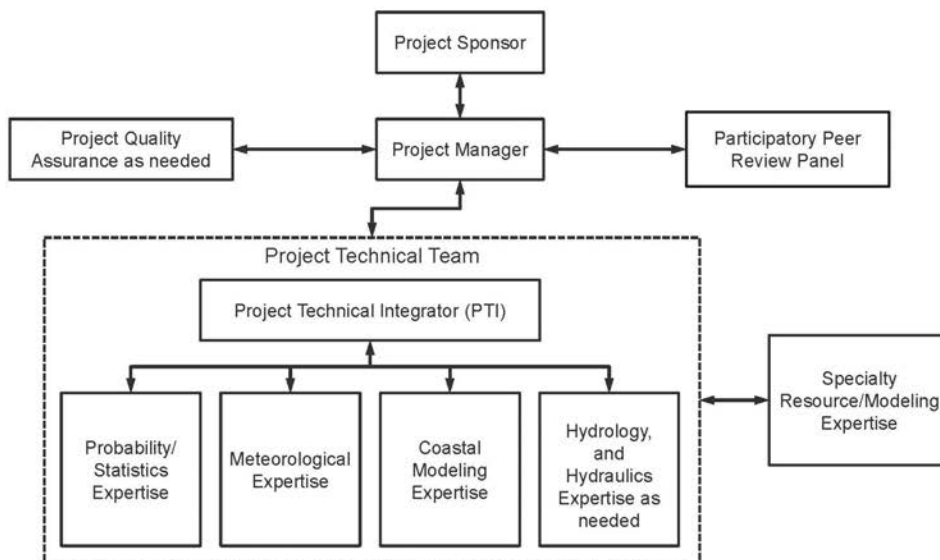 Project Sponsor
Project Quality
Assurance as needed
Project Manager
Participatory Peer
Review Panel
Project Technical Team
Project Technical Integrator (PTI)
Probability/
Statistics
Expertise
Meteorological
Expertise
Coastal
Modeling
Expertise
Hydrology,
and
Hydraulics
Expertise as
needed
Specialty
Resource/Modeling
Expertise